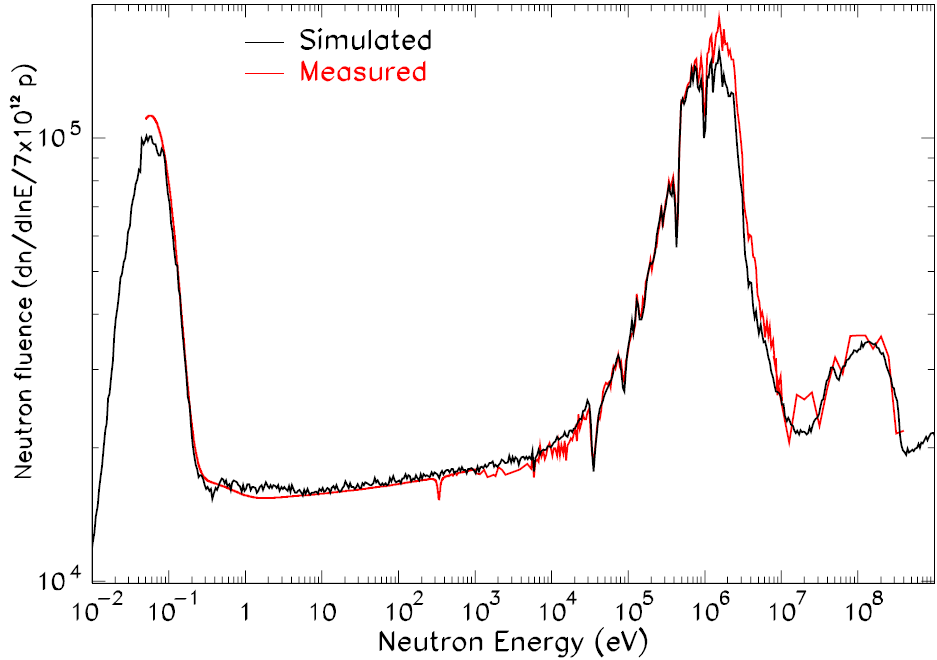 Simulated
Measured
Neutron fluence (dn/dlnE/7x10¹² p)
10⁵
10⁴
10⁻² 10⁻¹ 1 10 10² 10³ 10⁴ 10⁵ 10⁶ 10⁷ 10⁸
Neutron Energy (eV)